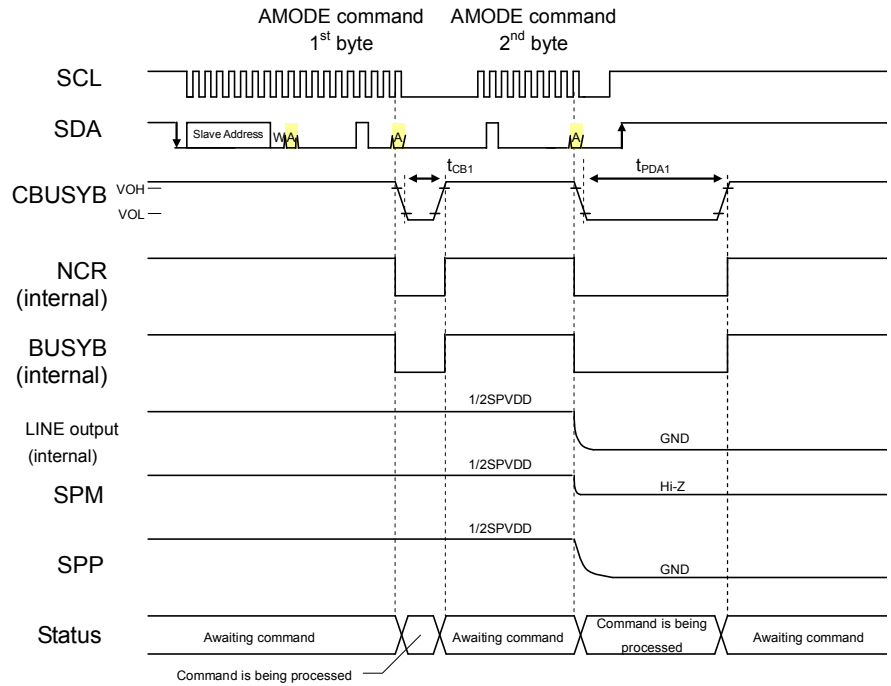 AMODE command
1st byte
AMODE command
2nd byte
SCL
SDA
Slave Address
W
A
A
A
tCB1
tPDA1
CBUSYB
VOH
VOL
NCR
(internal)
BUSYB
(internal)
LINE output
(internal)
1/2SPVDD
GND
SPM
1/2SPVDD
Hi-Z
SPP
1/2SPVDD
GND
Status
Awaiting command
Awaiting command
Command is being
processed
Awaiting command
Command is being processed